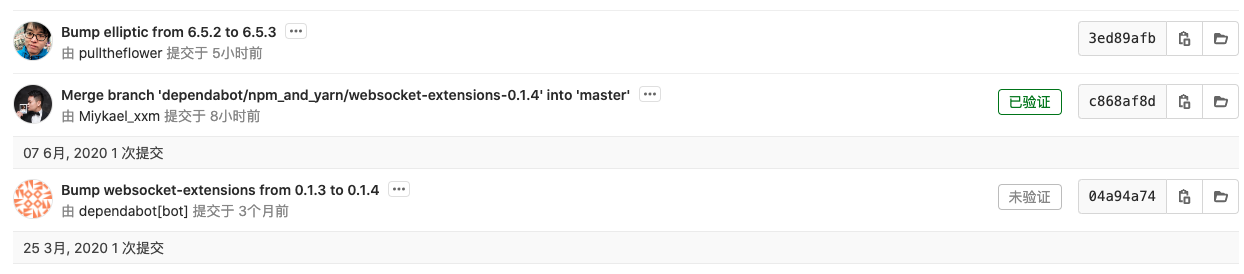 Bump elliptic from 6.5.2 to 6.5.3
由 pulltheflower 提交于 5小时前
3ed89afb
Merge branch 'dependabot/npm_and_yarn/websocket-extensions-0.1.4' into 'master'
由 Miykael_xxm 提交于 8小时前
已验证
c868af8d
07 6月, 2020 1 次提交
Bump websocket-extensions from 0.1.3 to 0.1.4
由 dependabot[bot] 提交于 3个月前
未验证
04a94a74
25 3月, 2020 1 次提交